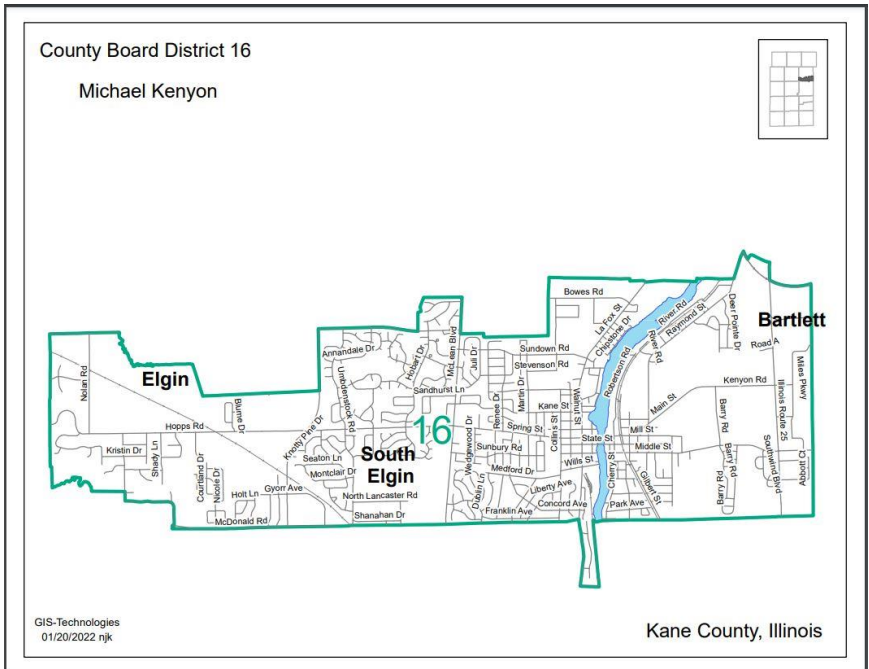 County Board District 16
Michael Kenyon
Bowes Rd
La Fox St
Chipstone Dr
River Rd
Raymond St
River Rd
Robertson Rd
Deer Pointe Dr
Bartlett
Road A
Miles Pkwy
Illinois Route 25
Kenyon Rd
Elgin
Nolan Rd
Annandale Dr
Hobart Dr
McLean Blvd
Juli Dr
Sundown Rd
Stevenson Rd
Umbdenstock Rd
Sandhurst Ln
Martin Dr
Renee Dr
Walnut St
Kane St
Collins St
Main St
Barry Rd
Blume Dr
Hopps Rd
Knotty Pine Dr
16
Spring St
State St
Mill St
Middle St
Kristin Dr
Shady Ln
Courtland Dr
Nicole Dr
Seaton Ln
South
Elgin
Wedgewood Dr
Sunbury Rd
Medford Dr
Wills St
Cherry St
Gilbert St
Barry Rd
Barry Rd
Southwind Blvd
Abbott Ct
Montclair Dr
Holt Ln
Gyorr Ave
North Lancaster Rd
Dublin Ln
Liberty Ave
Concord Ave
Park Ave
McDonald Rd
Shanahan Dr
Franklin Ave
GIS-Technologies
01/20/2022 njk
Kane County, Illinois